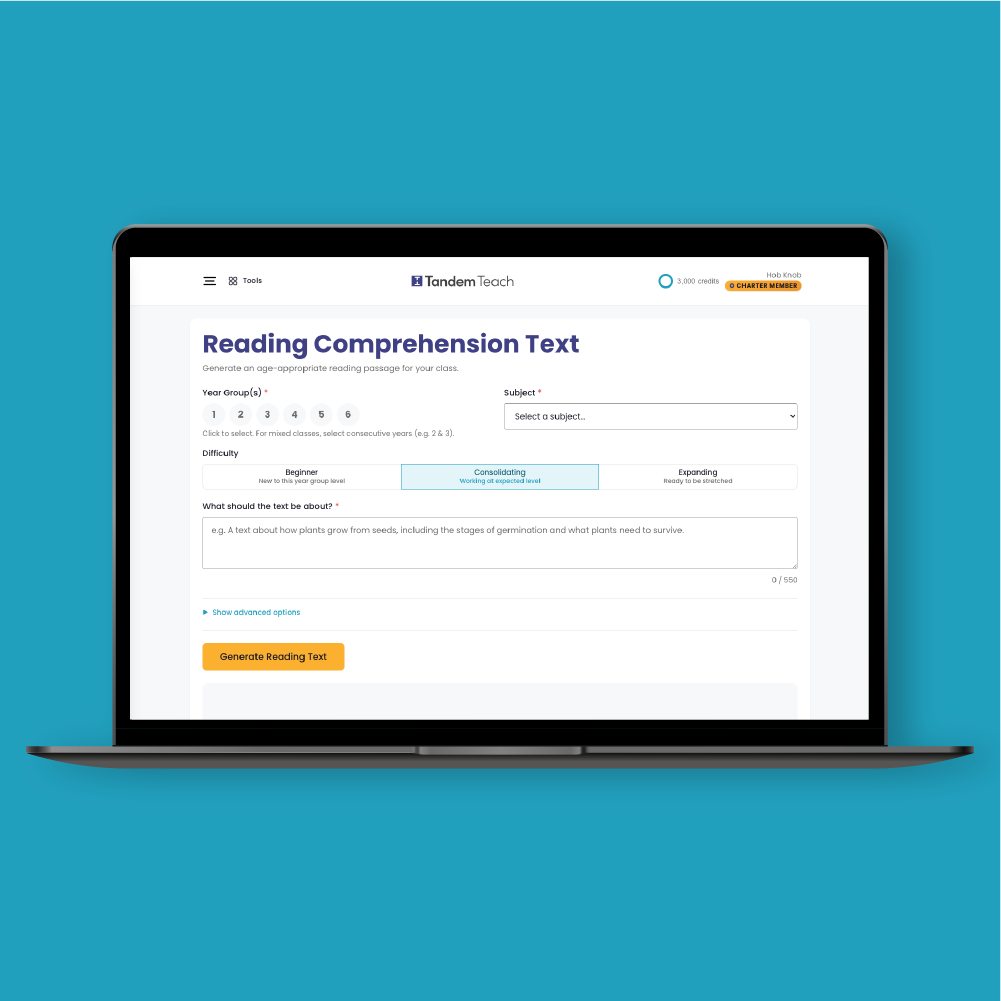 Tools
Tandem Teach
3,000 credits
Hob Knob
CHARTER MEMBER
Reading Comprehension Text
Generate an age-appropriate reading passage for your class.
Year Group(s) *
1 2 3 4 5 6
Click to select. For mixed classes, select consecutive years (e.g. 2 & 3).
Subject *
Select a subject...
Difficulty
Beginner
New to this year group level
Consolidating
Working at expected level
Expanding
Ready to be stretched
What should the text be about? *
e.g. A text about how plants grow from seeds, including the stages of germination and what plants need to survive.
0 / 550
Show advanced options
Generate Reading Text